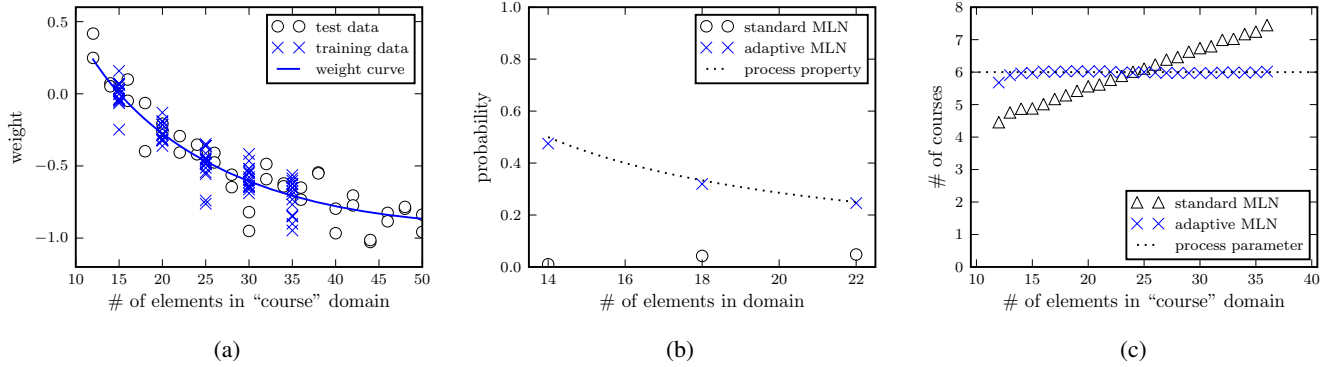 0.5
0.0
−0.5
−1.0
weight
test data
training data
weight curve
10 15 20 25 30 35 40 45 50
# of elements in “course” domain
(a)
1.0
0.8
0.6
0.4
0.2
0.0
probability
standard MLN
adaptive MLN
process property
14 16 18 20 22
# of elements in domain
(b)
8
7
6
5
4
3
2
1
0
# of courses
standard MLN
adaptive MLN
process parameter
10 15 20 25 30 35 40
# of elements in “course” domain
(c)